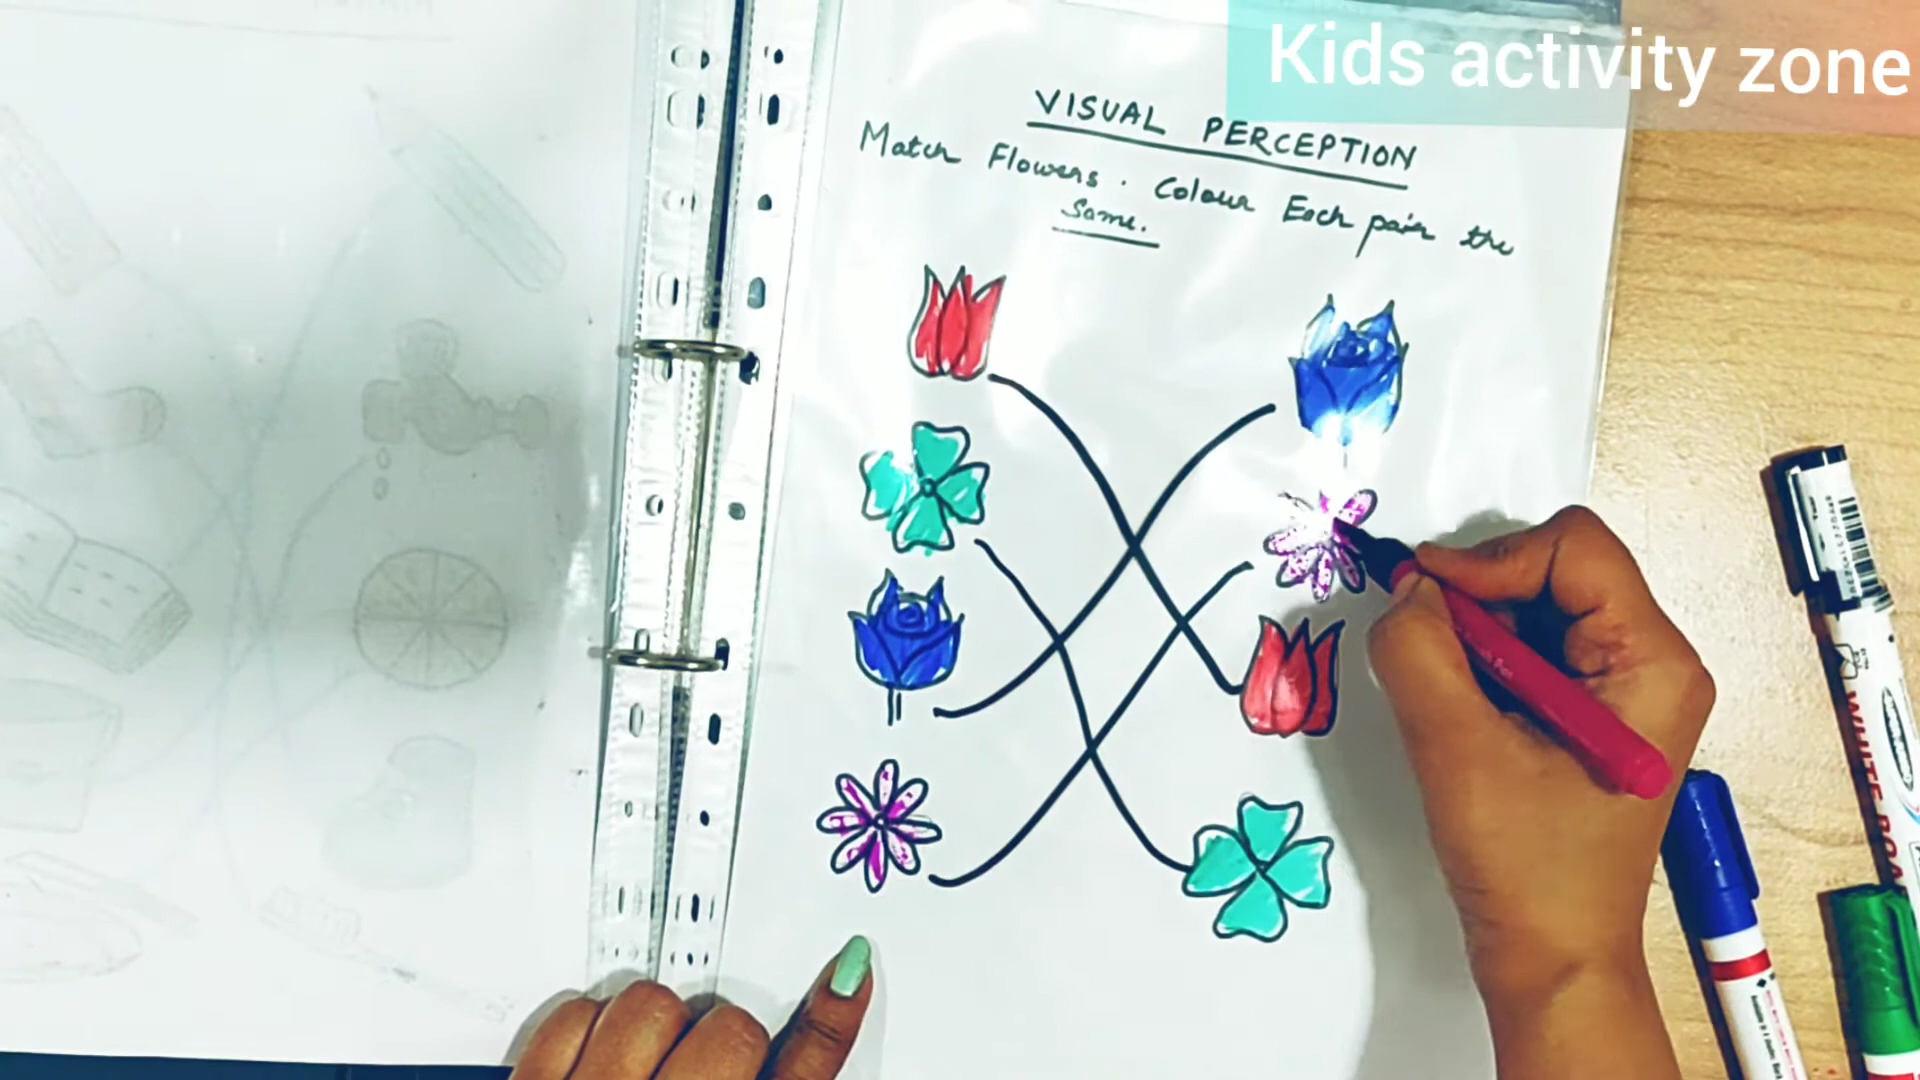 Kids activity zone
VISUAL PERCEPTION
Match Flowers. Colour Each pair the
Same.